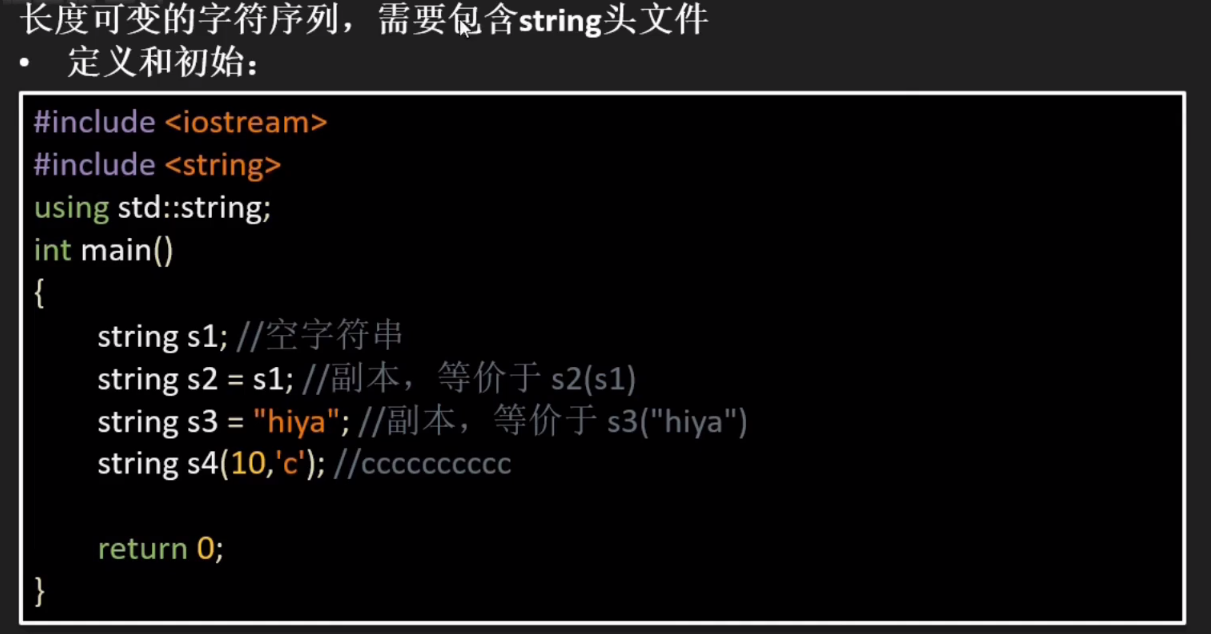 长度可变的字符序列，需要包含string头文件
• 定义和初始：
#include <iostream>
#include <string>
using std::string;
int main()
{
string s1; //空字符串
string s2 = s1; //副本，等价于 s2(s1)
string s3 = "hiya"; //副本，等价于 s3("hiya")
string s4(10,'c'); //cccccccccc
return 0;
}